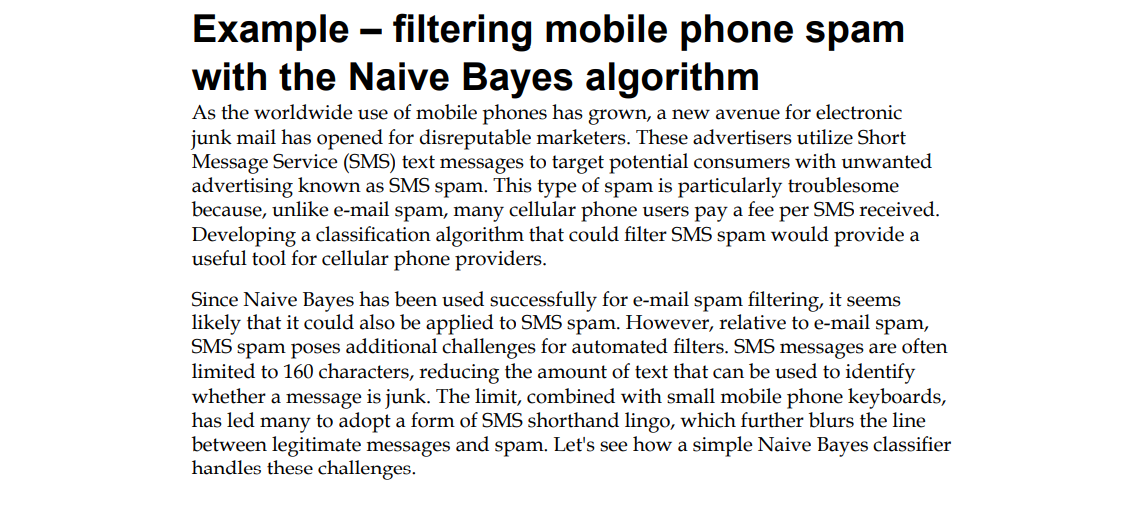 Example – filtering mobile phone spam
with the Naive Bayes algorithm
As the worldwide use of mobile phones has grown, a new avenue for electronic
junk mail has opened for disreputable marketers. These advertisers utilize Short
Message Service (SMS) text messages to target potential consumers with unwanted
advertising known as SMS spam. This type of spam is particularly troublesome
because, unlike e-mail spam, many cellular phone users pay a fee per SMS received.
Developing a classification algorithm that could filter SMS spam would provide a
useful tool for cellular phone providers.
Since Naive Bayes has been used successfully for e-mail spam filtering, it seems
likely that it could also be applied to SMS spam. However, relative to e-mail spam,
SMS spam poses additional challenges for automated filters. SMS messages are often
limited to 160 characters, reducing the amount of text that can be used to identify
whether a message is junk. The limit, combined with small mobile phone keyboards,
has led many to adopt a form of SMS shorthand lingo, which further blurs the line
between legitimate messages and spam. Let's see how a simple Naive Bayes classifier
handles these challenges.